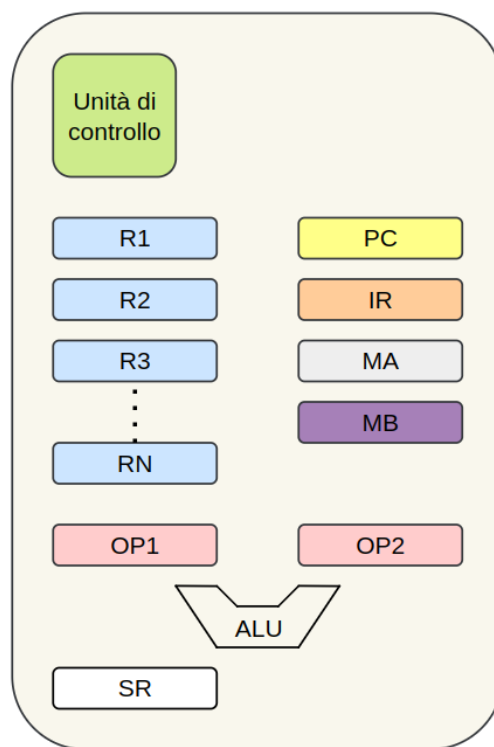 Unità di
controllo
R1
PC
R2
IR
R3
MA
MB
RN
OP1
OP2
ALU
SR